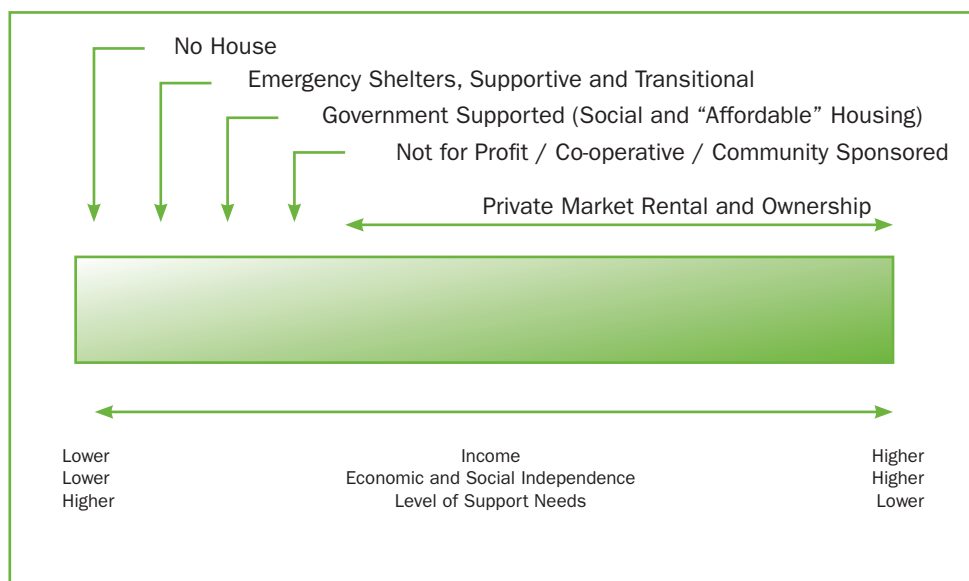 No House
Emergency Shelters, Supportive and Transitional
Government Supported (Social and “Affordable” Housing)
Not for Profit / Co-operative / Community Sponsored
Private Market Rental and Ownership
Lower Income Higher
Lower Economic and Social Independence Higher
Higher Level of Support Needs Lower